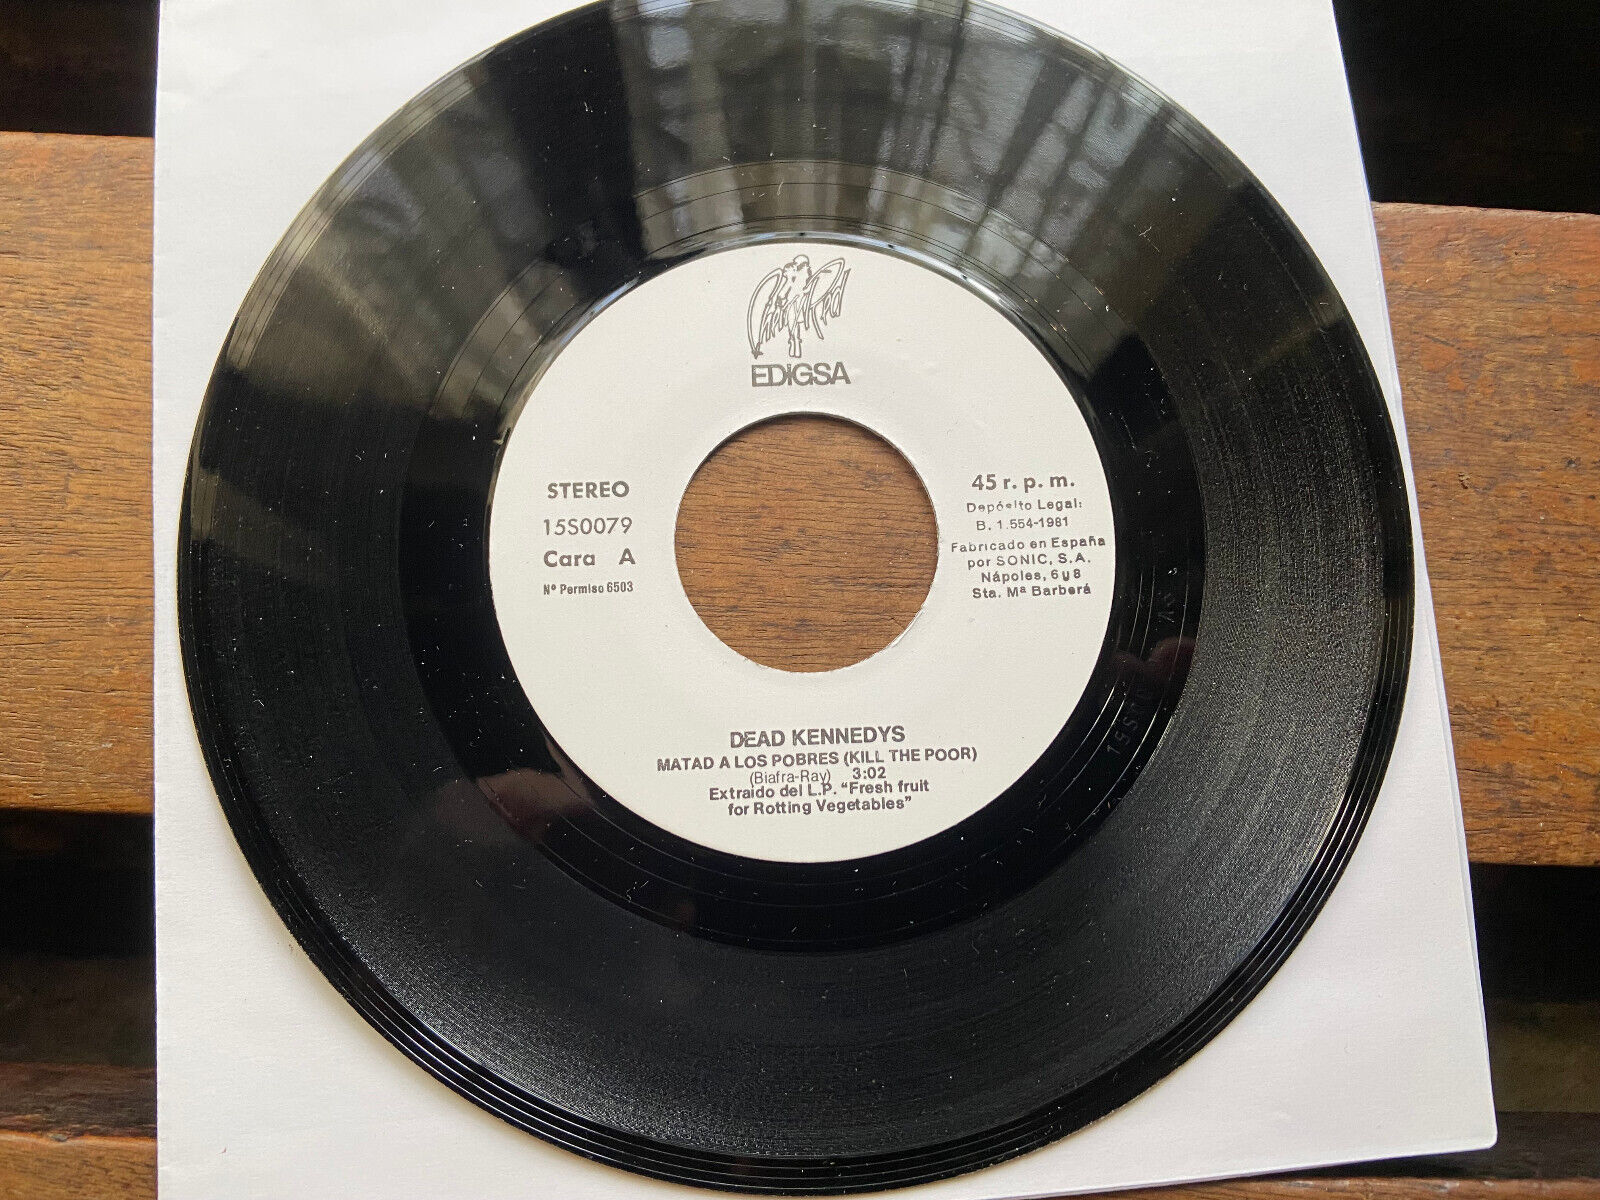 Cherry Red
EDIGSA
STEREO
15S0079
Cara A
Nº Permiso 6503
45 r. p. m.
Depósito Legal:
B. 1.554-1981
Fabricado en España
por SONIC, S.A.
Nápoles, 6 y 8
Sta. Mª Barberá
DEAD KENNEDYS
MATAD A LOS POBRES (KILL THE POOR)
(Biafra-Ray) 3:02
Extraido del L.P. “Fresh fruit
for Rotting Vegetables”